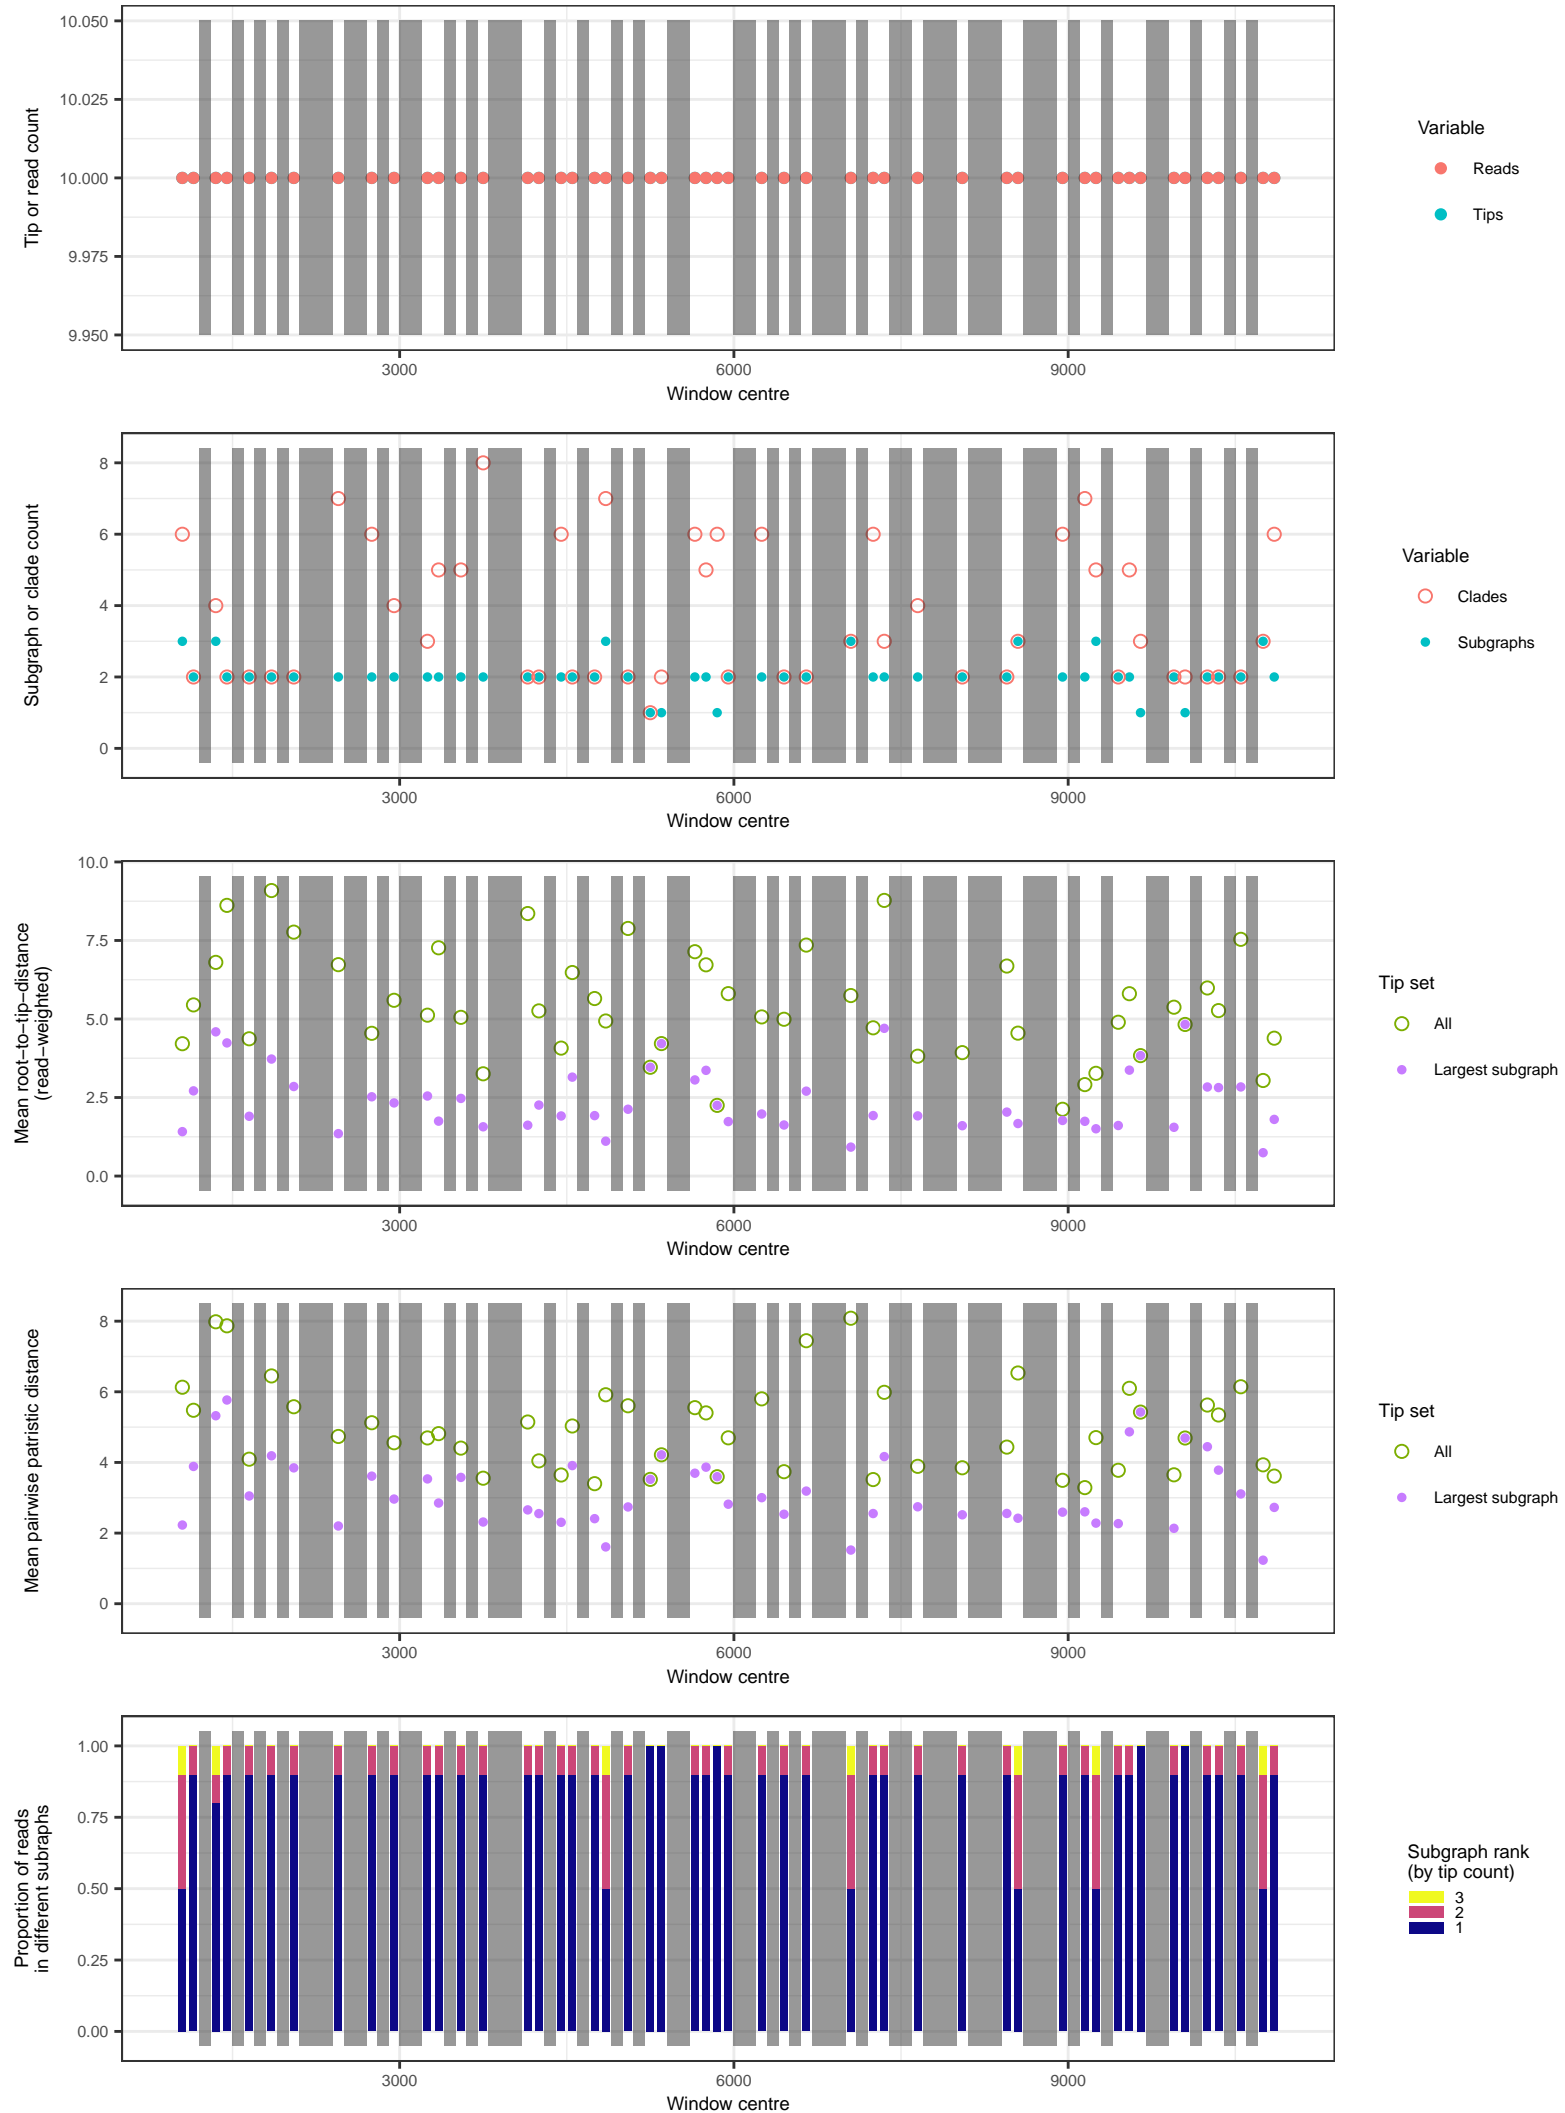 10.050
10.025
10.000
9.975
9.950
Tip or read count
3000
6000
9000
Window centre
Variable
Reads
Tips
8
6
4
2
0
Subgraph or clade count
3000
6000
9000
Window centre
Variable
Clades
Subgraphs
10.0
7.5
5.0
2.5
0.0
Mean root−to−tip−distance
(read−weighted)
3000
6000
9000
Window centre
Tip set
All
Largest subgraph
8
6
4
2
0
Mean pairwise patristic distance
3000
6000
9000
Window centre
Tip set
All
Largest subgraph
1.00
0.75
0.50
0.25
0.00
Proportion of reads
in different subraphs
3000
6000
9000
Window centre
Subgraph rank
(by tip count)
3
2
1